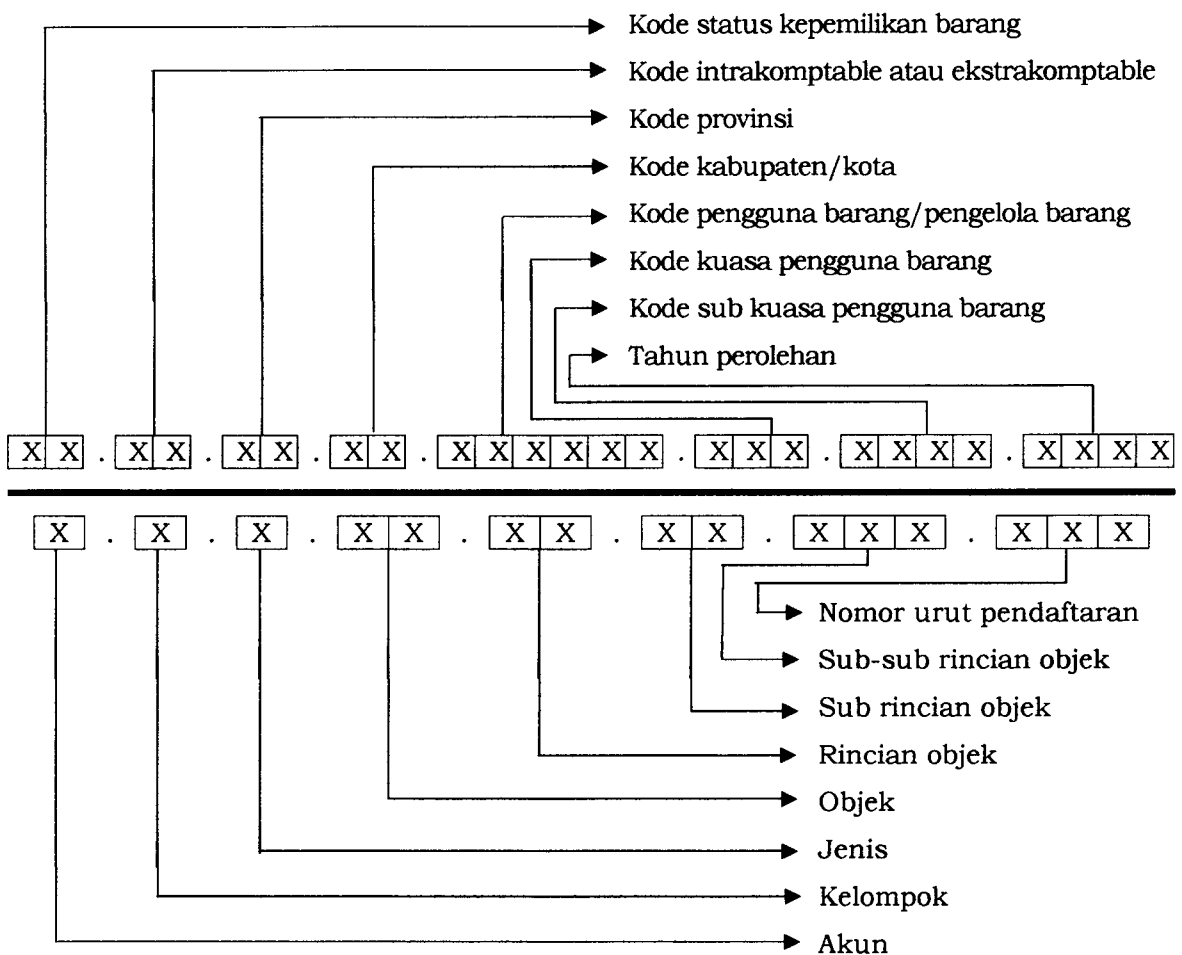 Kode status kepemilikan barang
Kode intrakomptable atau ekstrakomptable
Kode provinsi
Kode kabupaten/kota
Kode pengguna barang/pengelola barang
Kode kuasa pengguna barang
Kode sub kuasa pengguna barang
Tahun perolehan
X X . X X . X X . X X . X X X X X X . X X X . X X X X . X X X X
X . X . X . X X . X X . X X . X X X . X X X
Nomor urut pendaftaran
Sub-sub rincian objek
Sub rincian objek
Rincian objek
Objek
Jenis
Kelompok
Akun